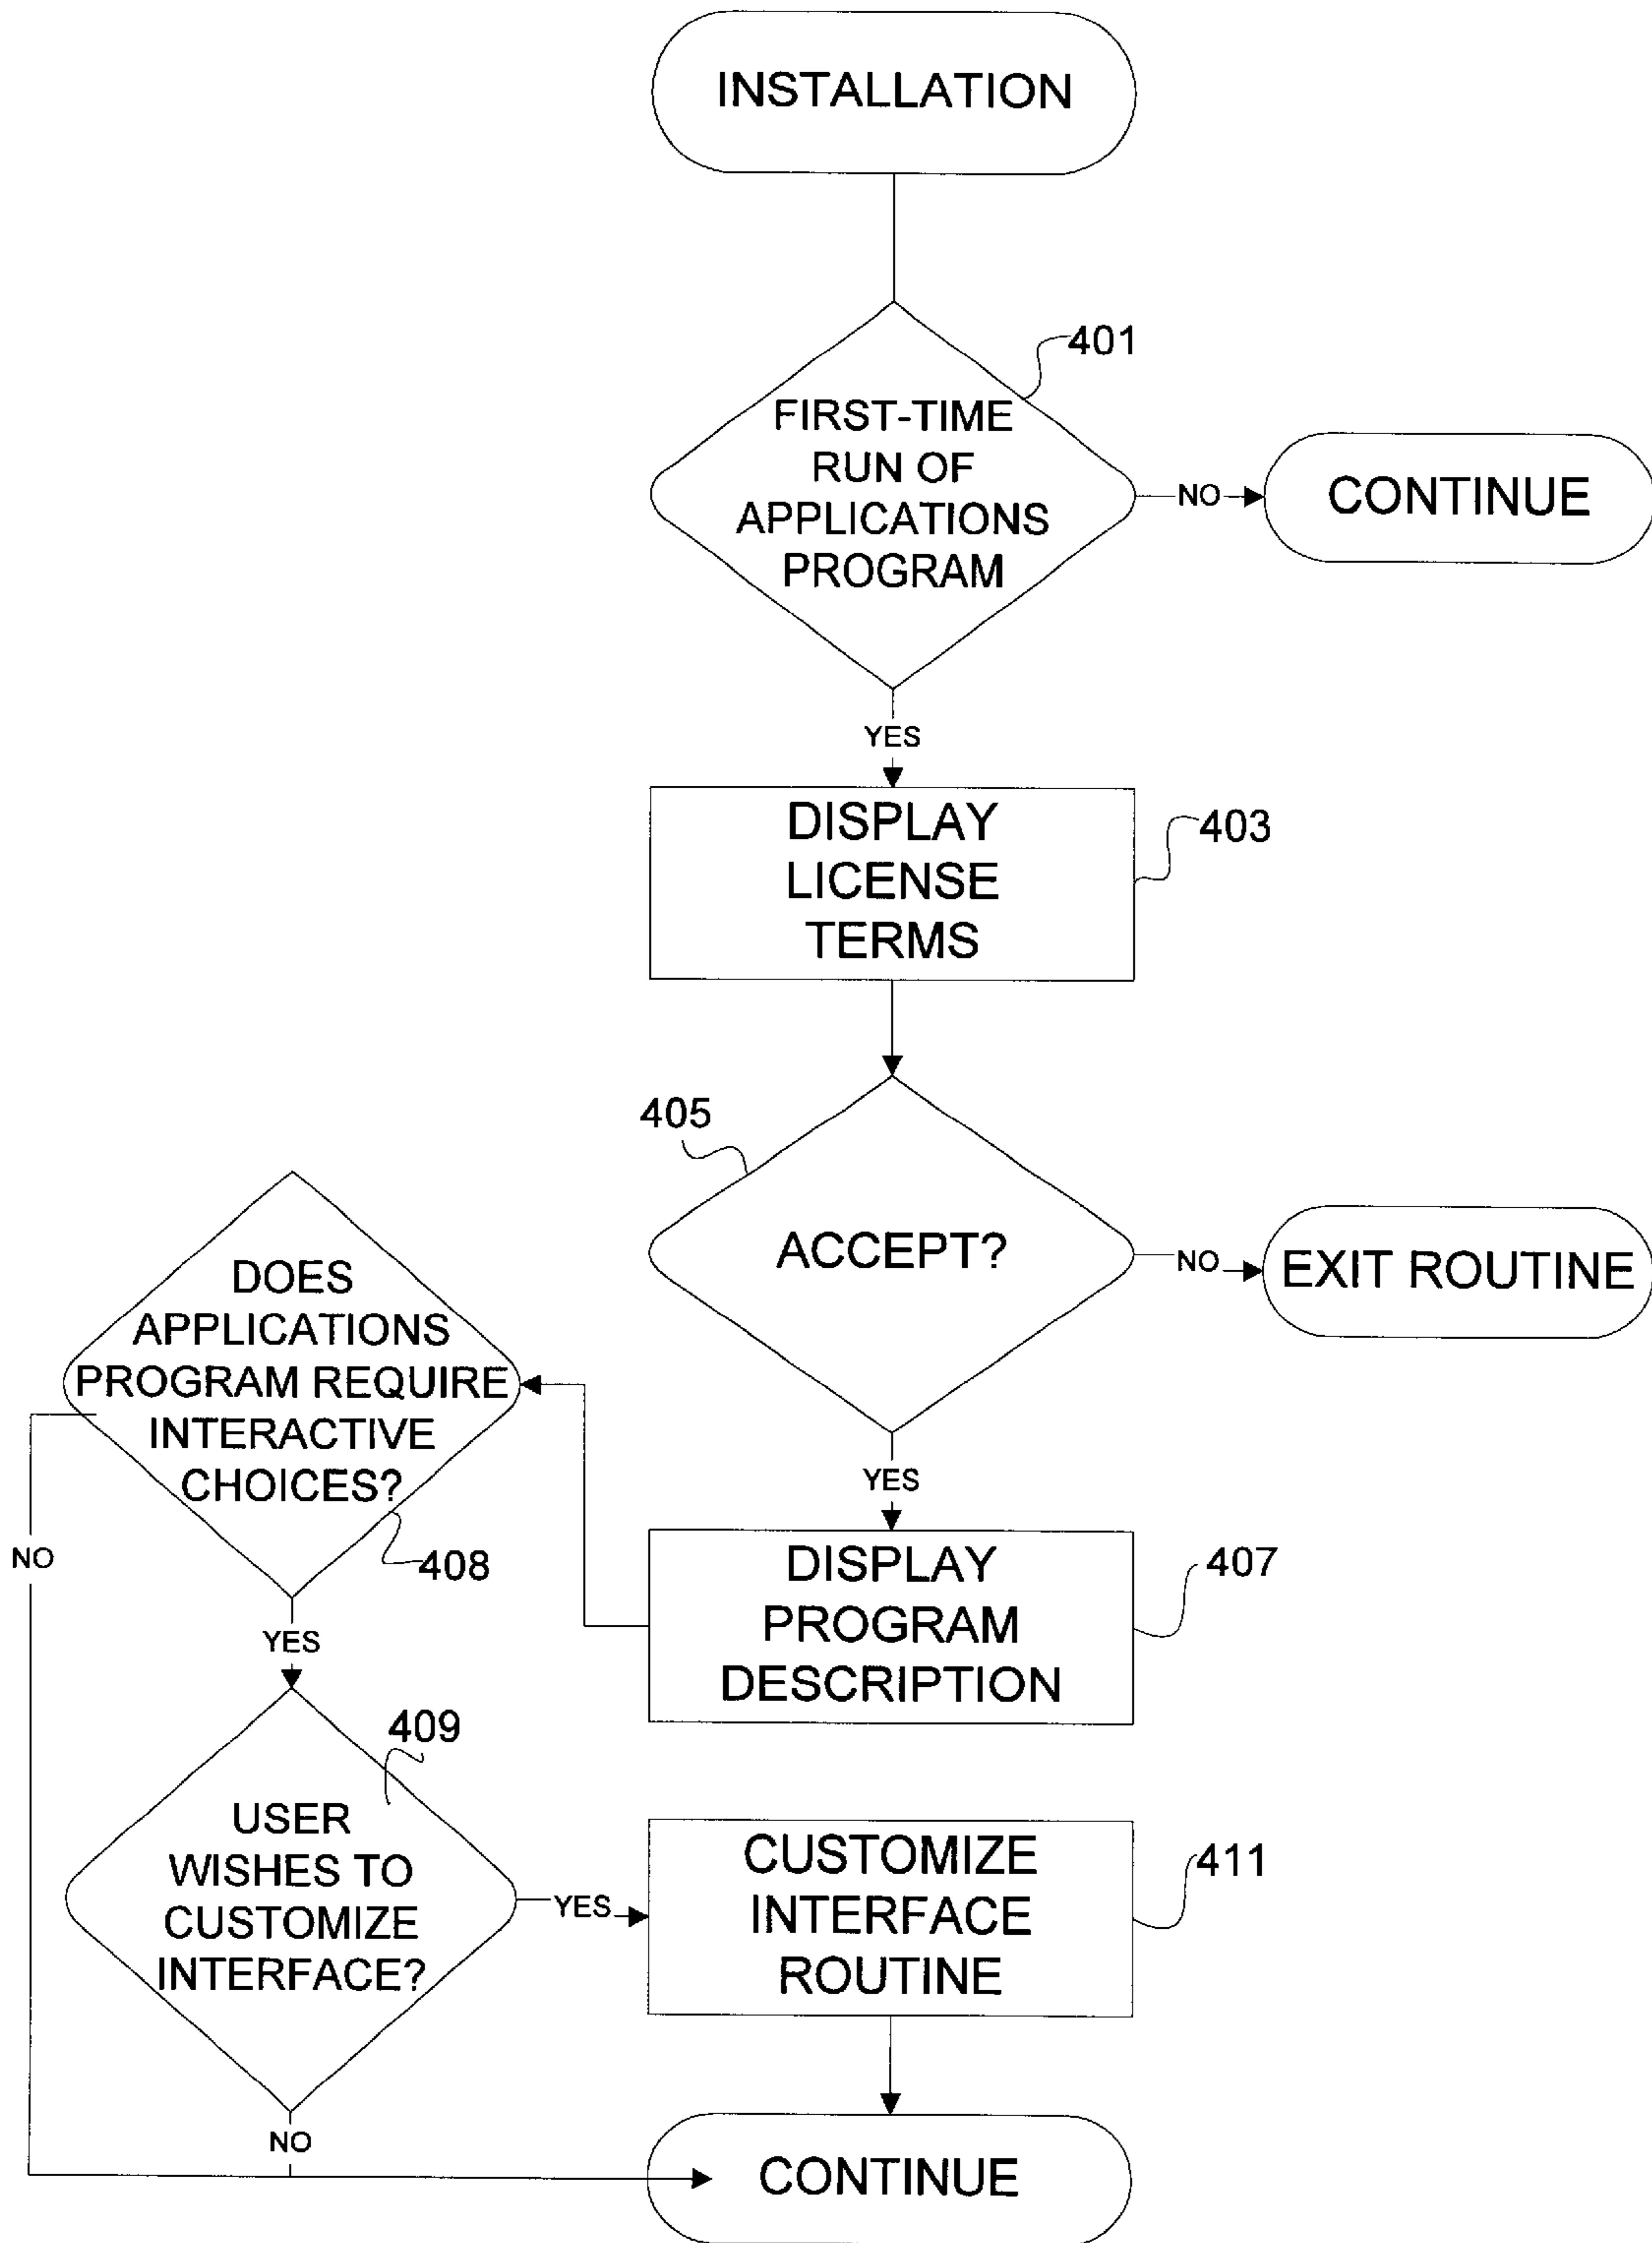 INSTALLATION
401
FIRST-TIME
RUN OF
APPLICATIONS
PROGRAM
NO
CONTINUE
YES
DISPLAY
LICENSE
TERMS
403
405
ACCEPT?
NO
EXIT ROUTINE
YES
DISPLAY
PROGRAM
DESCRIPTION
407
DOES
APPLICATIONS
PROGRAM REQUIRE
INTERACTIVE
CHOICES?
408
NO
YES
409
USER
WISHES TO
CUSTOMIZE
INTERFACE?
YES
CUSTOMIZE
INTERFACE
ROUTINE
411
NO
CONTINUE